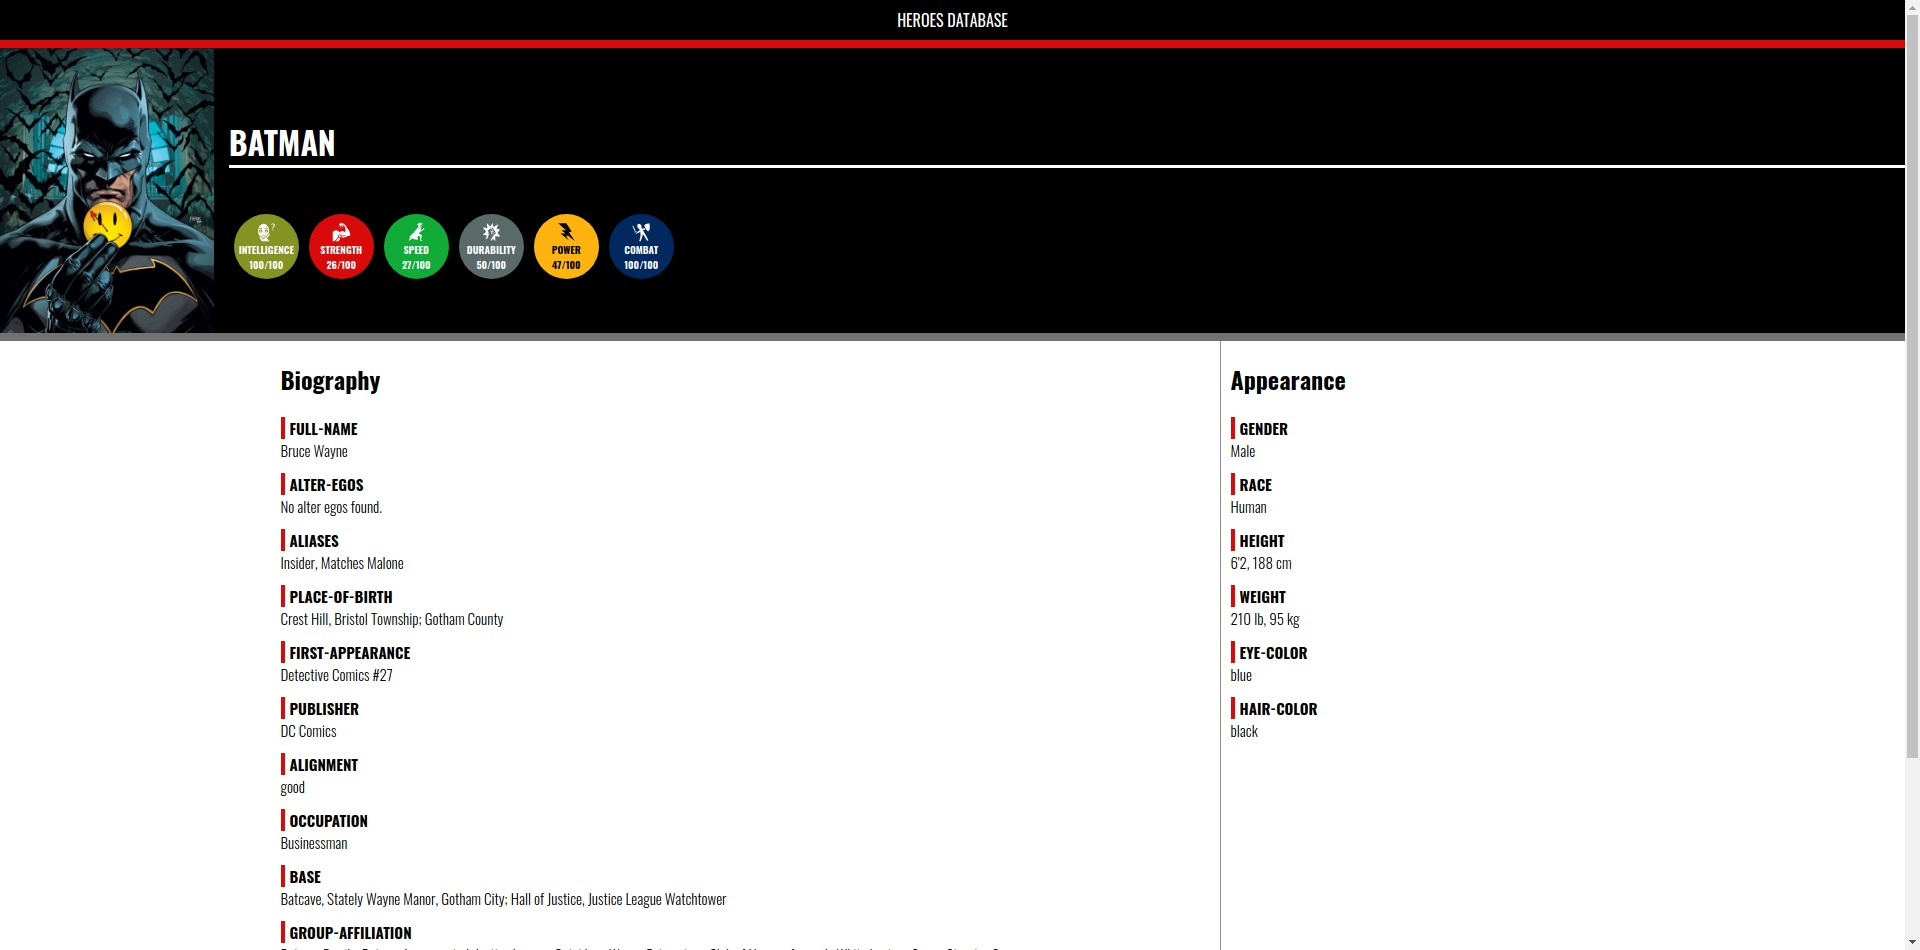 HEROES DATABASE
BATMAN
INTELLIGENCE
100/100
STRENGTH
26/100
SPEED
27/100
DURABILITY
50/100
POWER
47/100
COMBAT
100/100
Biography
FULL-NAME
Bruce Wayne
ALTER-EGOS
No alter egos found.
ALIASES
Insider, Matches Malone
PLACE-OF-BIRTH
Crest Hill, Bristol Township; Gotham County
FIRST-APPEARANCE
Detective Comics #27
PUBLISHER
DC Comics
ALIGNMENT
good
OCCUPATION
Businessman
BASE
Batcave, Stately Wayne Manor, Gotham City; Hall of Justice, Justice League Watchtower
GROUP-AFFILIATION
Appearance
GENDER
Male
RACE
Human
HEIGHT
6'2, 188 cm
WEIGHT
210 lb, 95 kg
EYE-COLOR
blue
HAIR-COLOR
black